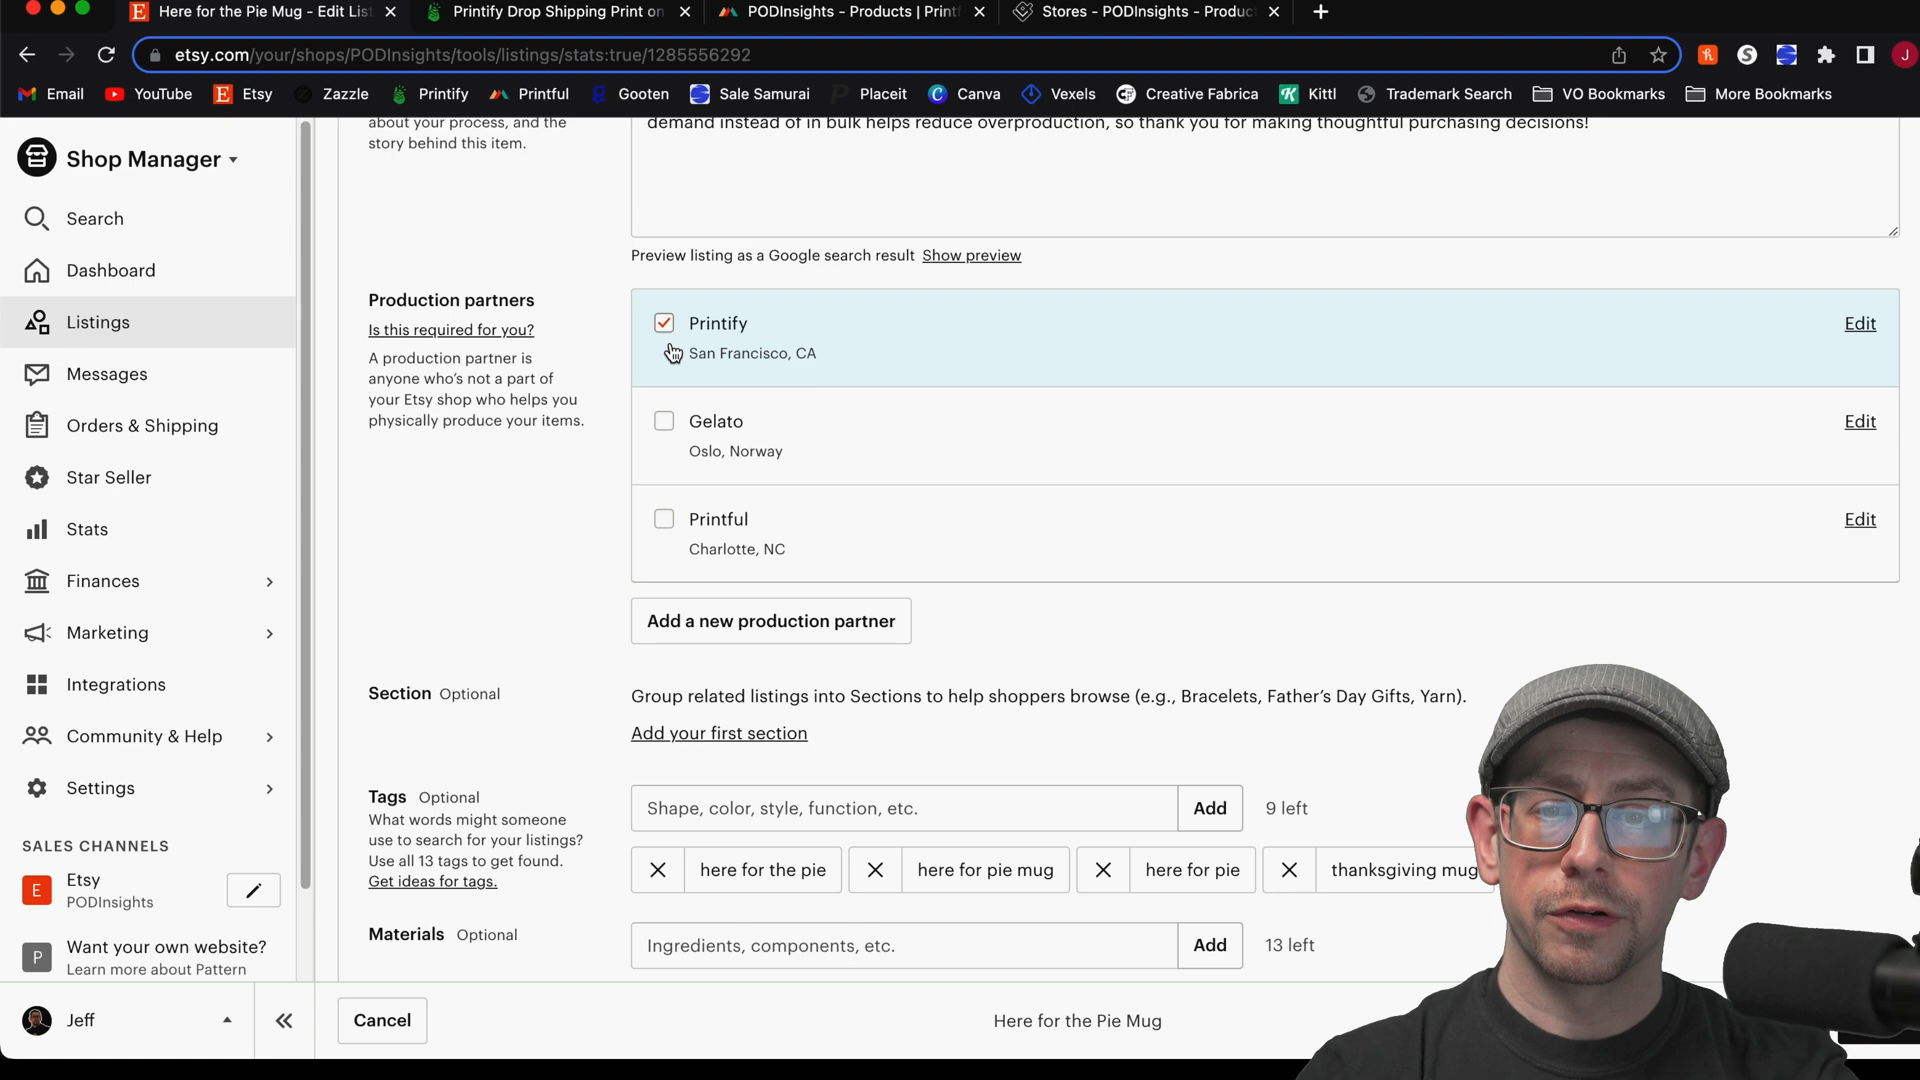 Here for the Pie Mug - Edit List
Printify Drop Shipping Print on
PODInsights - Products | Printf
Stores - PODInsights - Produc
etsy.com/your/shops/PODInsights/tools/listings/stats:true/1285556292
J
Email
YouTube
Etsy
Zazzle
Printify
Printful
Gooten
Sale Samurai
Placeit
Canva
Vexels
Creative Fabrica
Kittl
Trademark Search
VO Bookmarks
More Bookmarks
Shop Manager
Search
Dashboard
Listings
Messages
Orders & Shipping
Star Seller
Stats
Finances
Marketing
Integrations
Community & Help
Settings
SALES CHANNELS
E
Etsy
PODInsights
P
Want your own website?
Learn more about Pattern
Jeff
about your process, and the
story behind this item.
demand instead of in bulk helps reduce overproduction, so thank you for making thoughtful purchasing decisions!
Preview listing as a Google search result Show preview
Production partners
Is this required for you?
A production partner is
anyone who's not a part of
your Etsy shop who helps you
physically produce your items.
Printify
San Francisco, CA
Edit
Gelato
Oslo, Norway
Edit
Printful
Charlotte, NC
Edit
Add a new production partner
Section Optional
Group related listings into Sections to help shoppers browse (e.g., Bracelets, Father's Day Gifts, Yarn).
Add your first section
Tags Optional
What words might someone
use to search for your listings?
Use all 13 tags to get found.
Get ideas for tags.
Shape, color, style, function, etc.
Add
9 left
here for the pie
here for pie mug
here for pie
thanksgiving mug
Materials Optional
Ingredients, components, etc.
Add
13 left
Cancel
Here for the Pie Mug